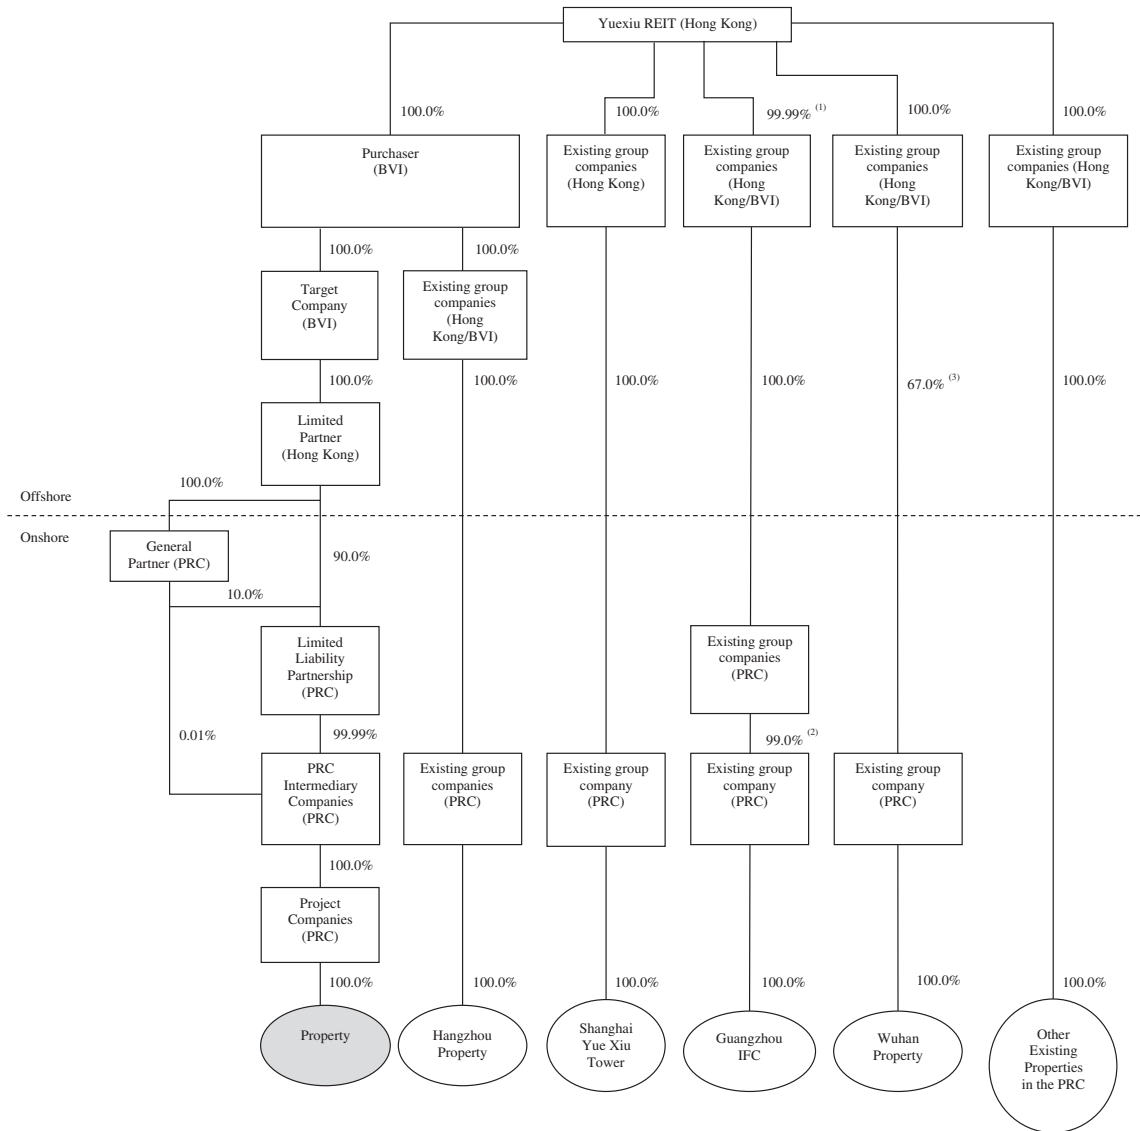 Yuexiu REIT (Hong Kong)
100.0%
100.0%
99.99% (1)
100.0%
100.0%
Purchaser
(BVI)
Existing group
companies
(Hong Kong)
Existing group
companies
(Hong
Kong/BVI)
Existing group
companies
(Hong
Kong/BVI)
Existing group
companies (Hong
Kong/BVI)
100.0%
100.0%
Target
Company
(BVI)
Existing group
companies
(Hong
Kong/BVI)
100.0%
100.0%
100.0%
100.0%
67.0% (3)
100.0%
Limited
Partner
(Hong Kong)
100.0%
Offshore
Onshore
General
Partner (PRC)
90.0%
10.0%
Limited
Liability
Partnership
(PRC)
Existing group
companies
(PRC)
0.01%
99.99%
99.0% (2)
PRC
Intermediary
Companies
(PRC)
Existing group
companies
(PRC)
Existing group
company
(PRC)
Existing group
company
(PRC)
Existing group
company
(PRC)
100.0%
Project
Companies
(PRC)
100.0%
100.0%
100.0%
100.0%
100.0%
100.0%
Property
Hangzhou
Property
Shanghai
Yue Xiu
Tower
Guangzhou
IFC
Wuhan
Property
Other
Existing
Properties
in the PRC